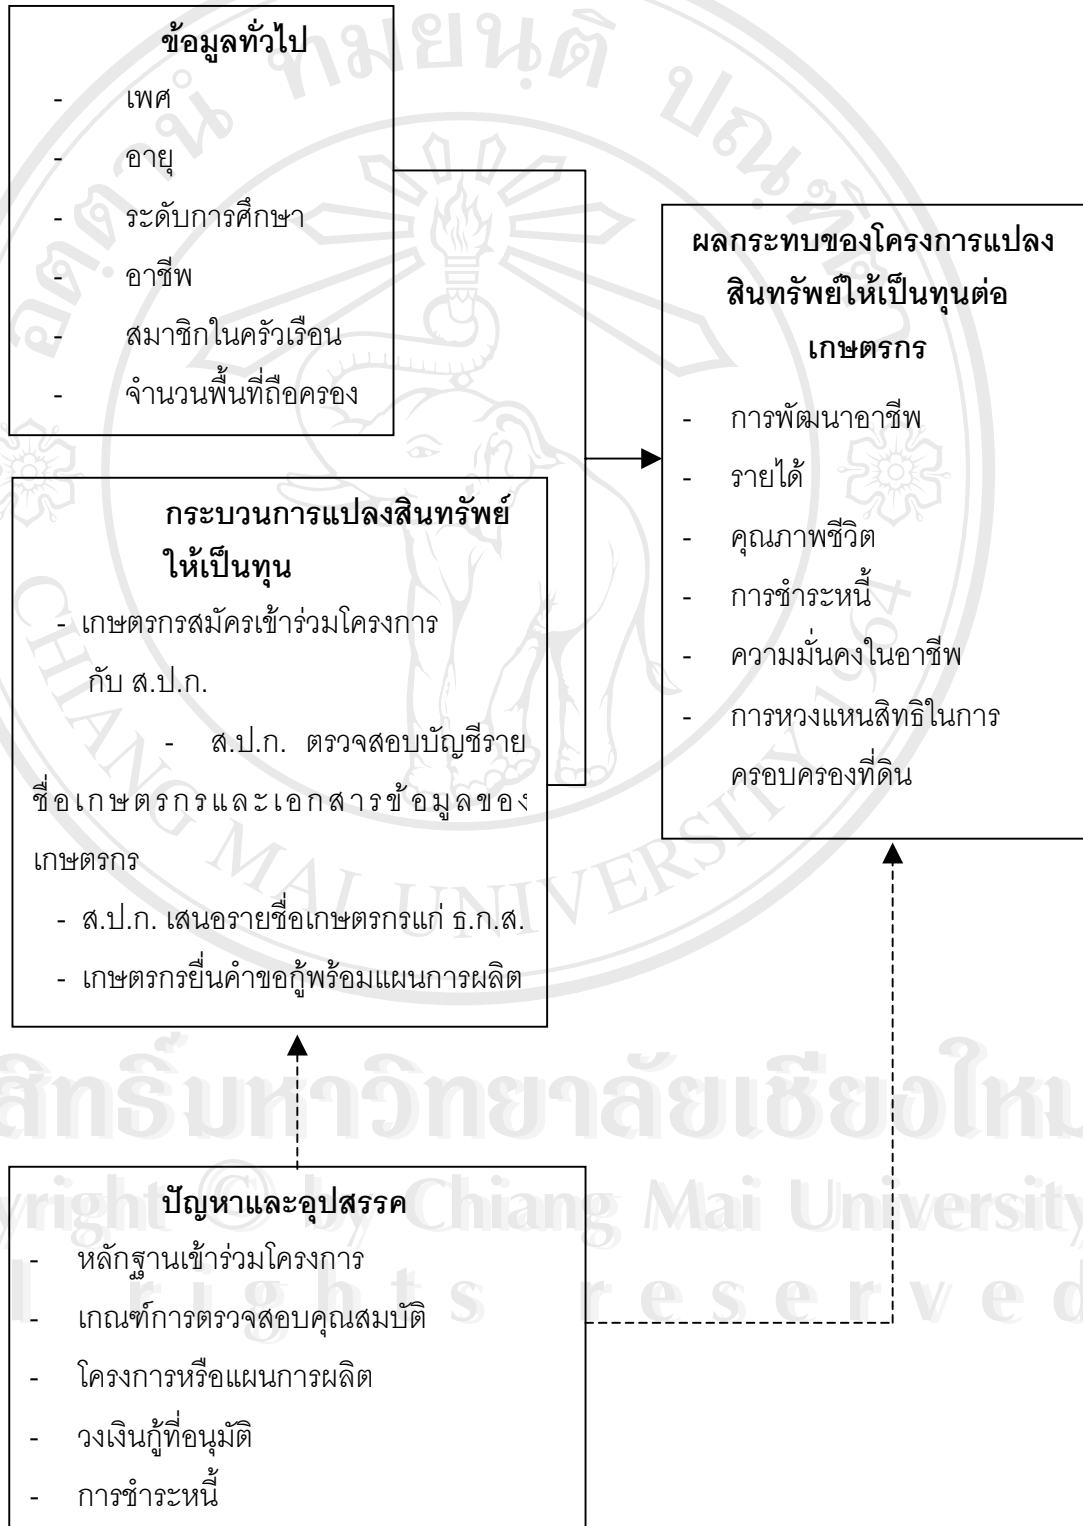 ข้อมูลทั่วไป
- เพศ
- อายุ
- ระดับการศึกษา
- อาชีพ
- สมาชิกในครัวเรือน
- จำนวนพื้นที่ถือครอง
กระบวนการแปลงสินทรัพย์
ให้เป็นทุน
- เกษตรกรสมัครเข้าร่วมโครงการ
กับ ส.ป.ก.
- ส.ป.ก. ตรวจสอบบัญชีราย
ชื่อเกษตรกรและเอกสารข้อมูลของ
เกษตรกร
- ส.ป.ก. เสนอรายชื่อเกษตรกรแก่ ธ.ก.ส.
- เกษตรกรยื่นคำขอกู้พร้อมแผนการผลิต
ผลกระทบของโครงการแปลง
สินทรัพย์ให้เป็นทุนต่อ
เกษตรกร
- การพัฒนาอาชีพ
- รายได้
- คุณภาพชีวิต
- การชำระหนี้
- ความมั่นคงในอาชีพ
- การหวงแหนสิทธิในการ
ครอบครองที่ดิน
ปัญหาและอุปสรรค
- หลักฐานเข้าร่วมโครงการ
- เกณฑ์การตรวจสอบคุณสมบัติ
- โครงการหรือแผนการผลิต
- วงเงินกู้ที่อนุมัติ
- การชำระหนี้
อตฺตานํ ทมยนฺติ ปณฺฑิตา
CHIANG MAI UNIVERSITY 1964
สิทธิ์มหาวิทยาลัยเชียงใหม
yright © by Chiang Mai University
l rights reserved